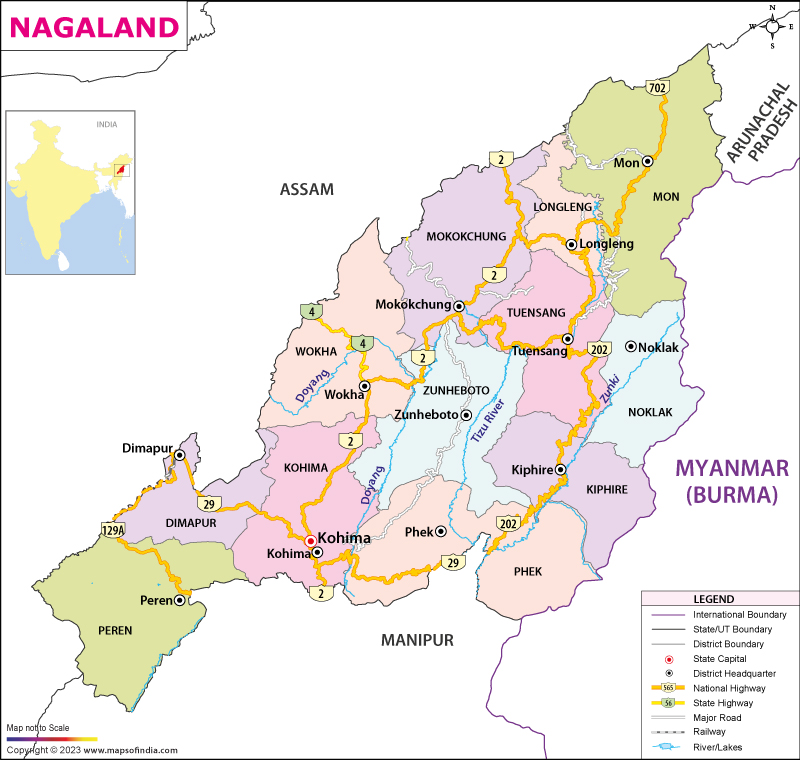 NAGALAND
N
W
E
S
INDIA
ARUNACHAL
PRADESH
ASSAM
702
Mon
MON
2
LONGLENG
MOKOKCHUNG
Longleng
2
Mokokchung
TUENSANG
4
4
WOKHA
2
Tuensang
202
Noklak
Doyang
Wokha
ZUNHEBOTO
Zunheboto
Tizu River
Zunki
NOKLAK
2
Dimapur
KOHIMA
Doyang
Kiphire
KIPHIRE
MYANMAR
(BURMA)
29
DIMAPUR
129A
Kohima
Kohima
Phek
202
29
PHEK
2
Peren
PEREN
MANIPUR
LEGEND
International Boundary
State/UT Boundary
District Boundary
State Capital
District Headquarter
565 National Highway
56 State Highway
Major Road
Railway
River/Lakes
Map not to Scale
Copyright © 2023 www.mapsofindia.com